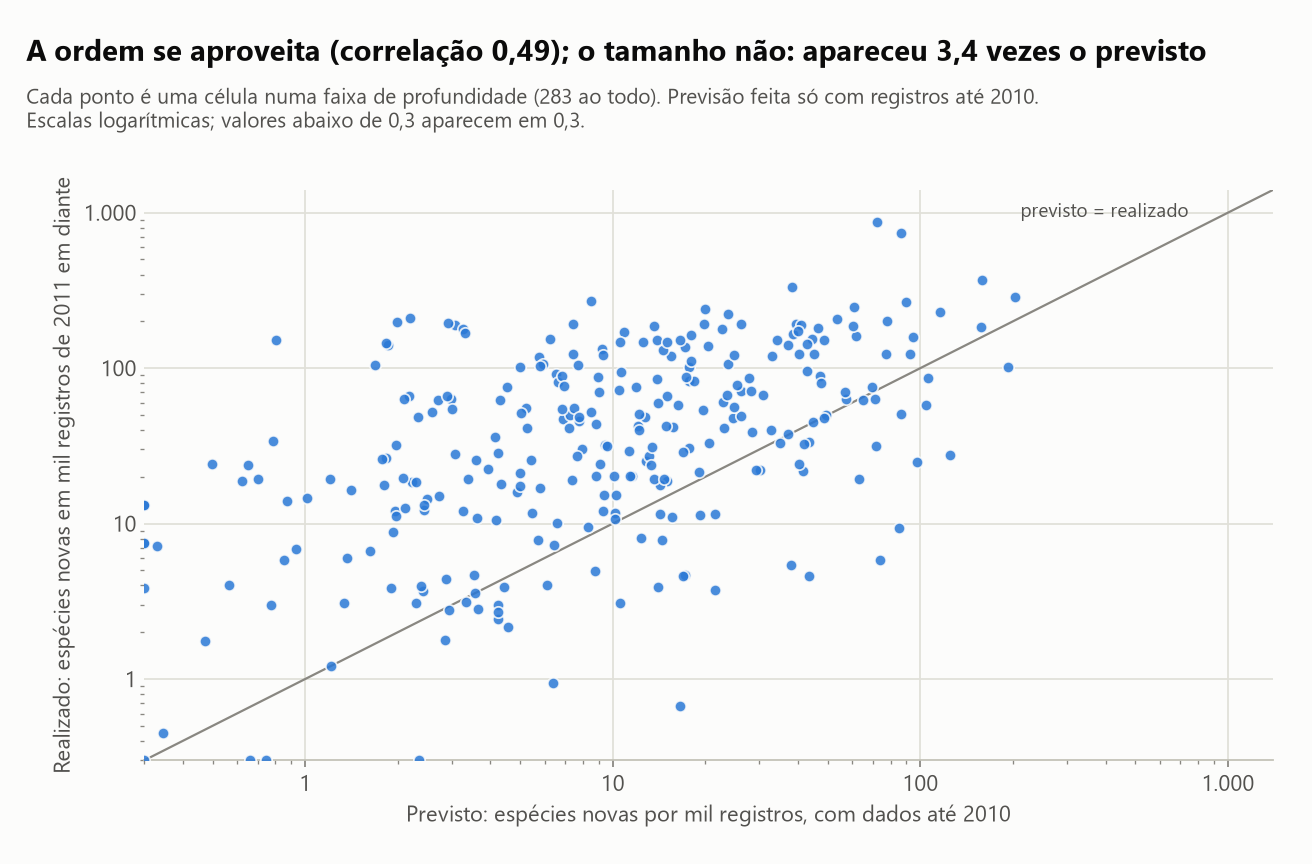 A ordem se aproveita (correlação 0,49); o tamanho não: apareceu 3,4 vezes o previsto
Cada ponto é uma célula numa faixa de profundidade (283 ao todo). Previsão feita só com registros até 2010.
Escalas logarítmicas; valores abaixo de 0,3 aparecem em 0,3.
Realizado: espécies novas em mil registros de 2011 em diante
1.000
100
10
1
previsto = realizado
1
10
100
1.000
Previsto: espécies novas por mil registros, com dados até 2010